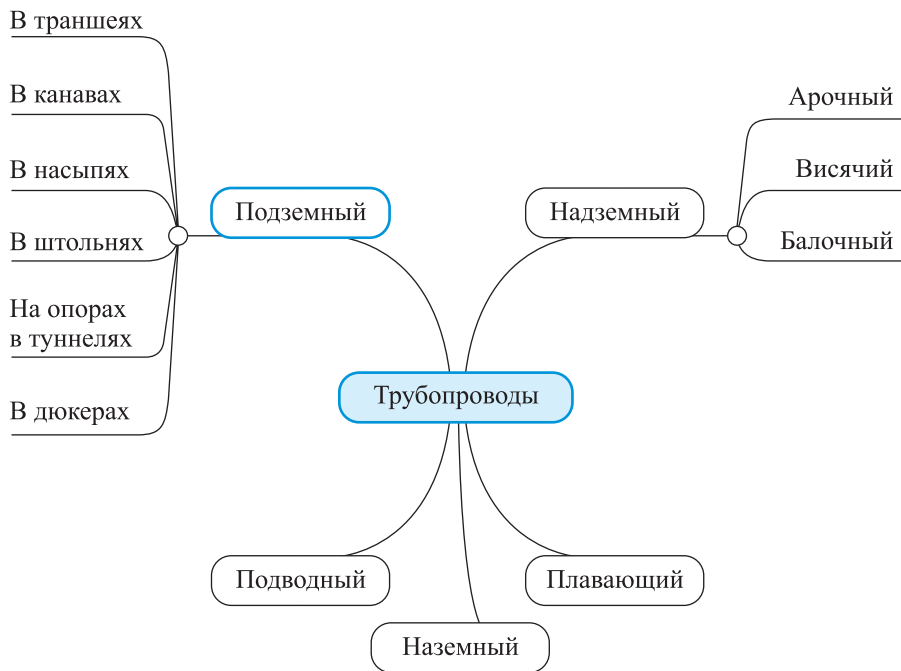 В траншеях
В канавах
В насыпях
В штольнях
На опорах
в туннелях
В дюкерах
Подземный
Надземный
Арочный
Висячий
Балочный
Трубопроводы
Подводный
Наземный
Плавающий